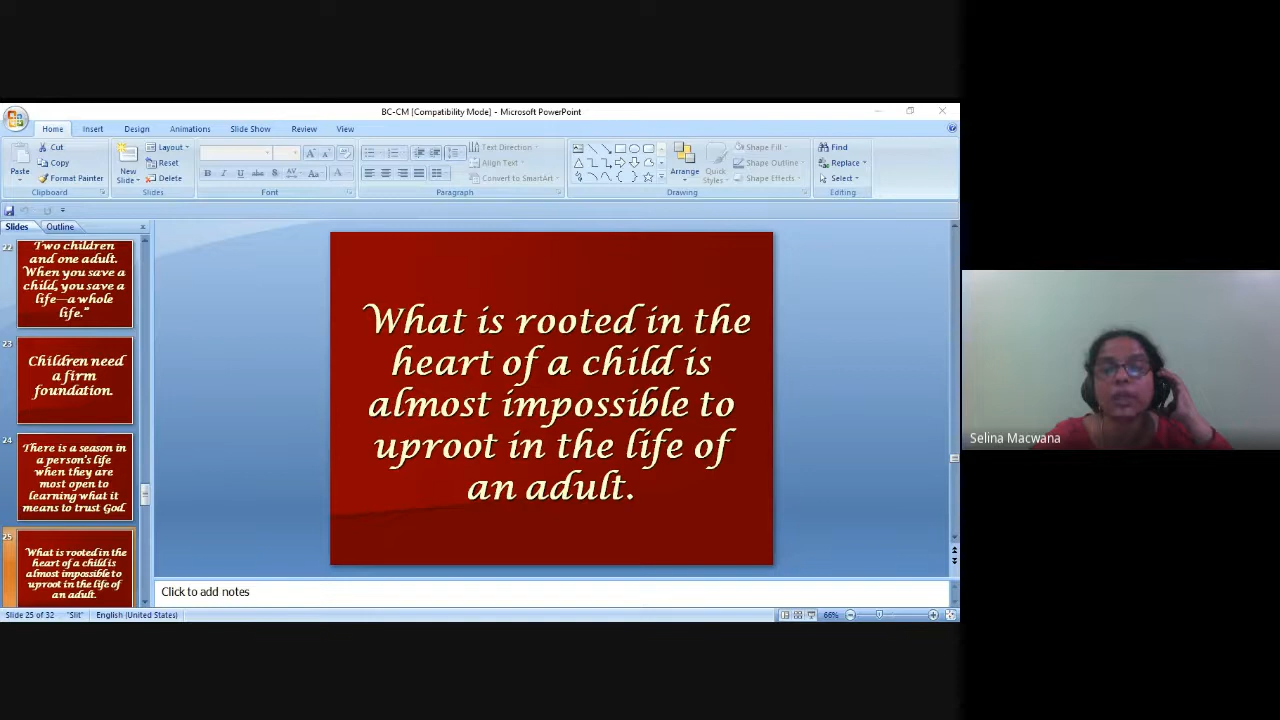 BC-CM [Compatibility Mode] - Microsoft PowerPoint
Home Insert Design Animations Slide Show Review View
Paste
Cut
Copy
Format Painter
Clipboard
New
Slide
Layout
Reset
Delete
Slides
B I U abc S AV Aa A
Font
Text Direction
Align Text
Convert to SmartArt
Paragraph
Arrange
Quick
Styles
Shape Fill
Shape Outline
Shape Effects
Drawing
Find
Replace
Select
Editing
Slides Outline
22
Two children
and one adult.
When you save a
child, you save a
life—a whole
life."
23
Children need
a firm
foundation.
24
There is a season in
a person's life
when they are
most open to
learning what it
means to trust God.
25
What is rooted in the
heart of a child is
almost impossible to
uproot in the life of
an adult.
What is rooted in the
heart of a child is
almost impossible to
uproot in the life of
an adult.
Click to add notes
Slide 25 of 32 "Slit" English (United States) 66%
Selina Macwana